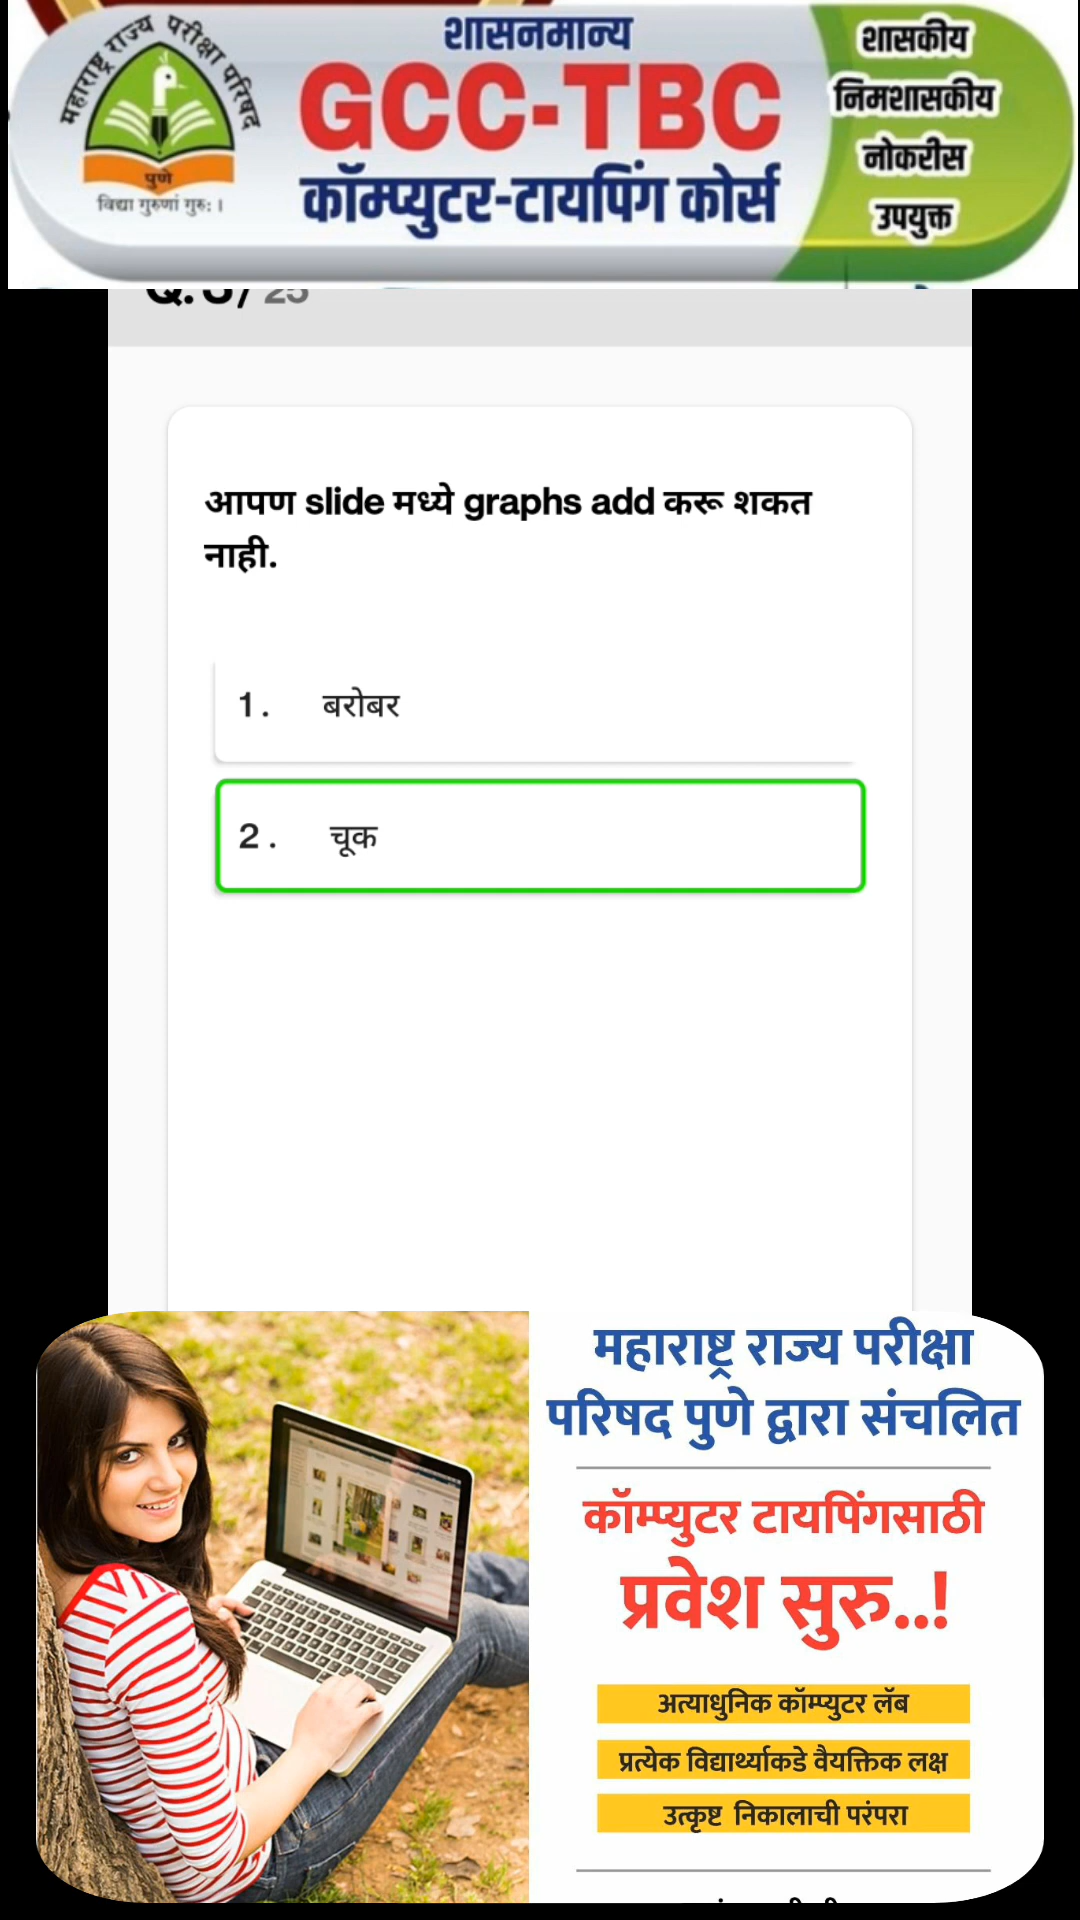 महाराष्ट्र राज्य परीक्षा परिषद
पुणे
विद्या गुरुणां गुरुः ।
शासनमान्य
GCC-TBC
कॉम्प्युटर-टायपिंग कोर्स
शासकीय
निमशासकीय
नोकरीस
उपयुक्त
25
आपण slide मध्ये graphs add करू शकत
नाही.
1. बरोबर
2. चूक
महाराष्ट्र राज्य परीक्षा
परिषद पुणे द्वारा संचलित
कॉम्प्युटर टायपिंगसाठी
प्रवेश सुरु..!
अत्याधुनिक कॉम्प्युटर लॅब
प्रत्येक विद्यार्थ्याकडे वैयक्तिक लक्ष
उत्कृष्ट निकालाची परंपरा